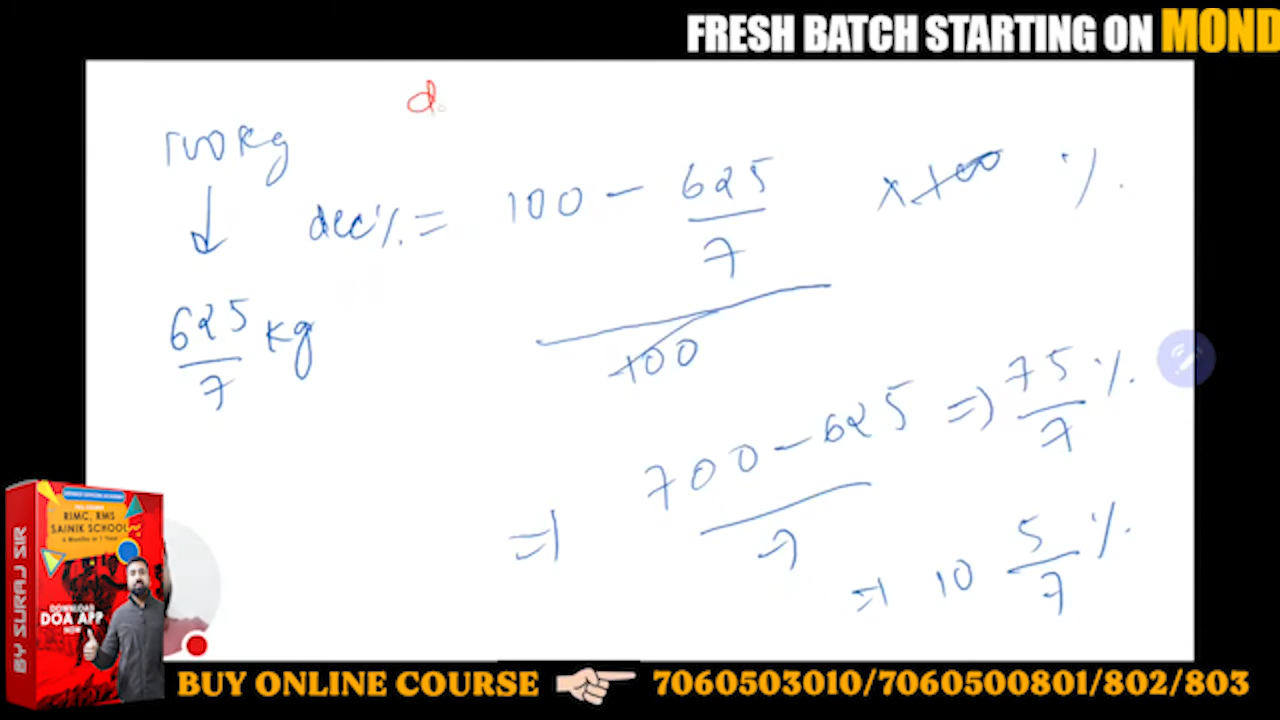 FRESH BATCH STARTING ON MOND
d.
100 kg
↓
625/7 kg
dec% = (100 - 625/7)/100 × 100 %.
=> (700 - 625)/7 => 75/7 %.
=> 10 5/7 %.
RIMC, RMS
SAINIK SCHOOL
DOWNLOAD
DOA APP
NOW
BY SURAJ SIR
BUY ONLINE COURSE 7060503010/7060500801/802/803